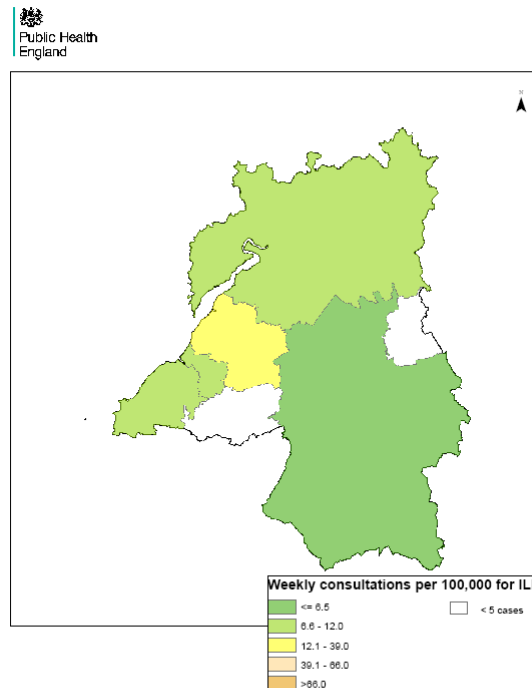 Public Health
England
N
Weekly consultations per 100,000 for IL
<= 6.5
< 5 cases
6.6 - 12.0
12.1 - 39.0
39.1 - 66.0
>66.0